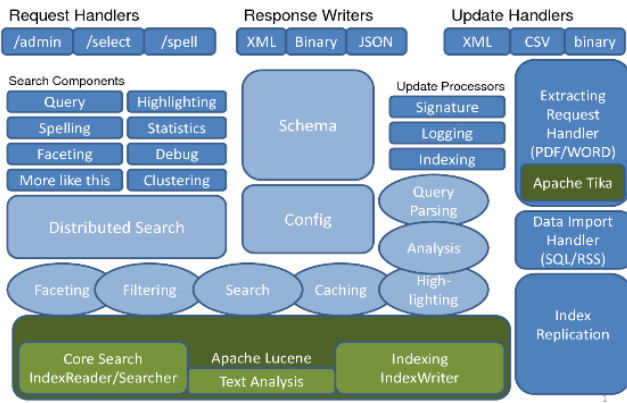 Request Handlers
/admin
/select
/spell
Response Writers
XML
Binary
JSON
Update Handlers
XML
CSV
binary
Search Components
Query
Highlighting
Spelling
Statistics
Faceting
Debug
More like this
Clustering
Distributed Search
Schema
Config
Update Processors
Signature
Logging
Indexing
Query
Parsing
Analysis
High-
lighting
Extracting
Request
Handler
(PDF/WORD)
Apache Tika
Data Import
Handler
(SQL/RSS)
Index
Replication
Faceting
Filtering
Search
Caching
Core Search
IndexReader/Searcher
Apache Lucene
Text Analysis
Indexing
IndexWriter